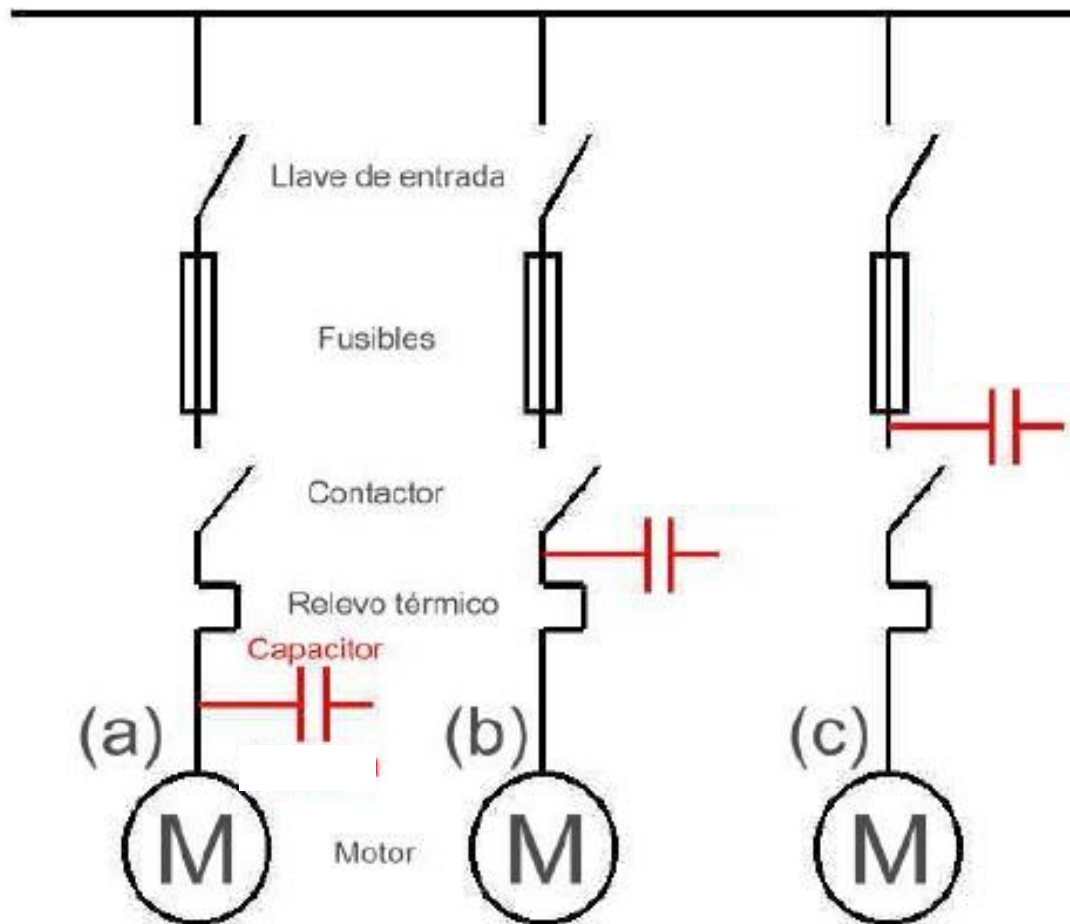 Llave de entrada
Fusibles
Contactor
Relevo térmico
Capacitor
(a)
(b)
(c)
M
M
M
Motor